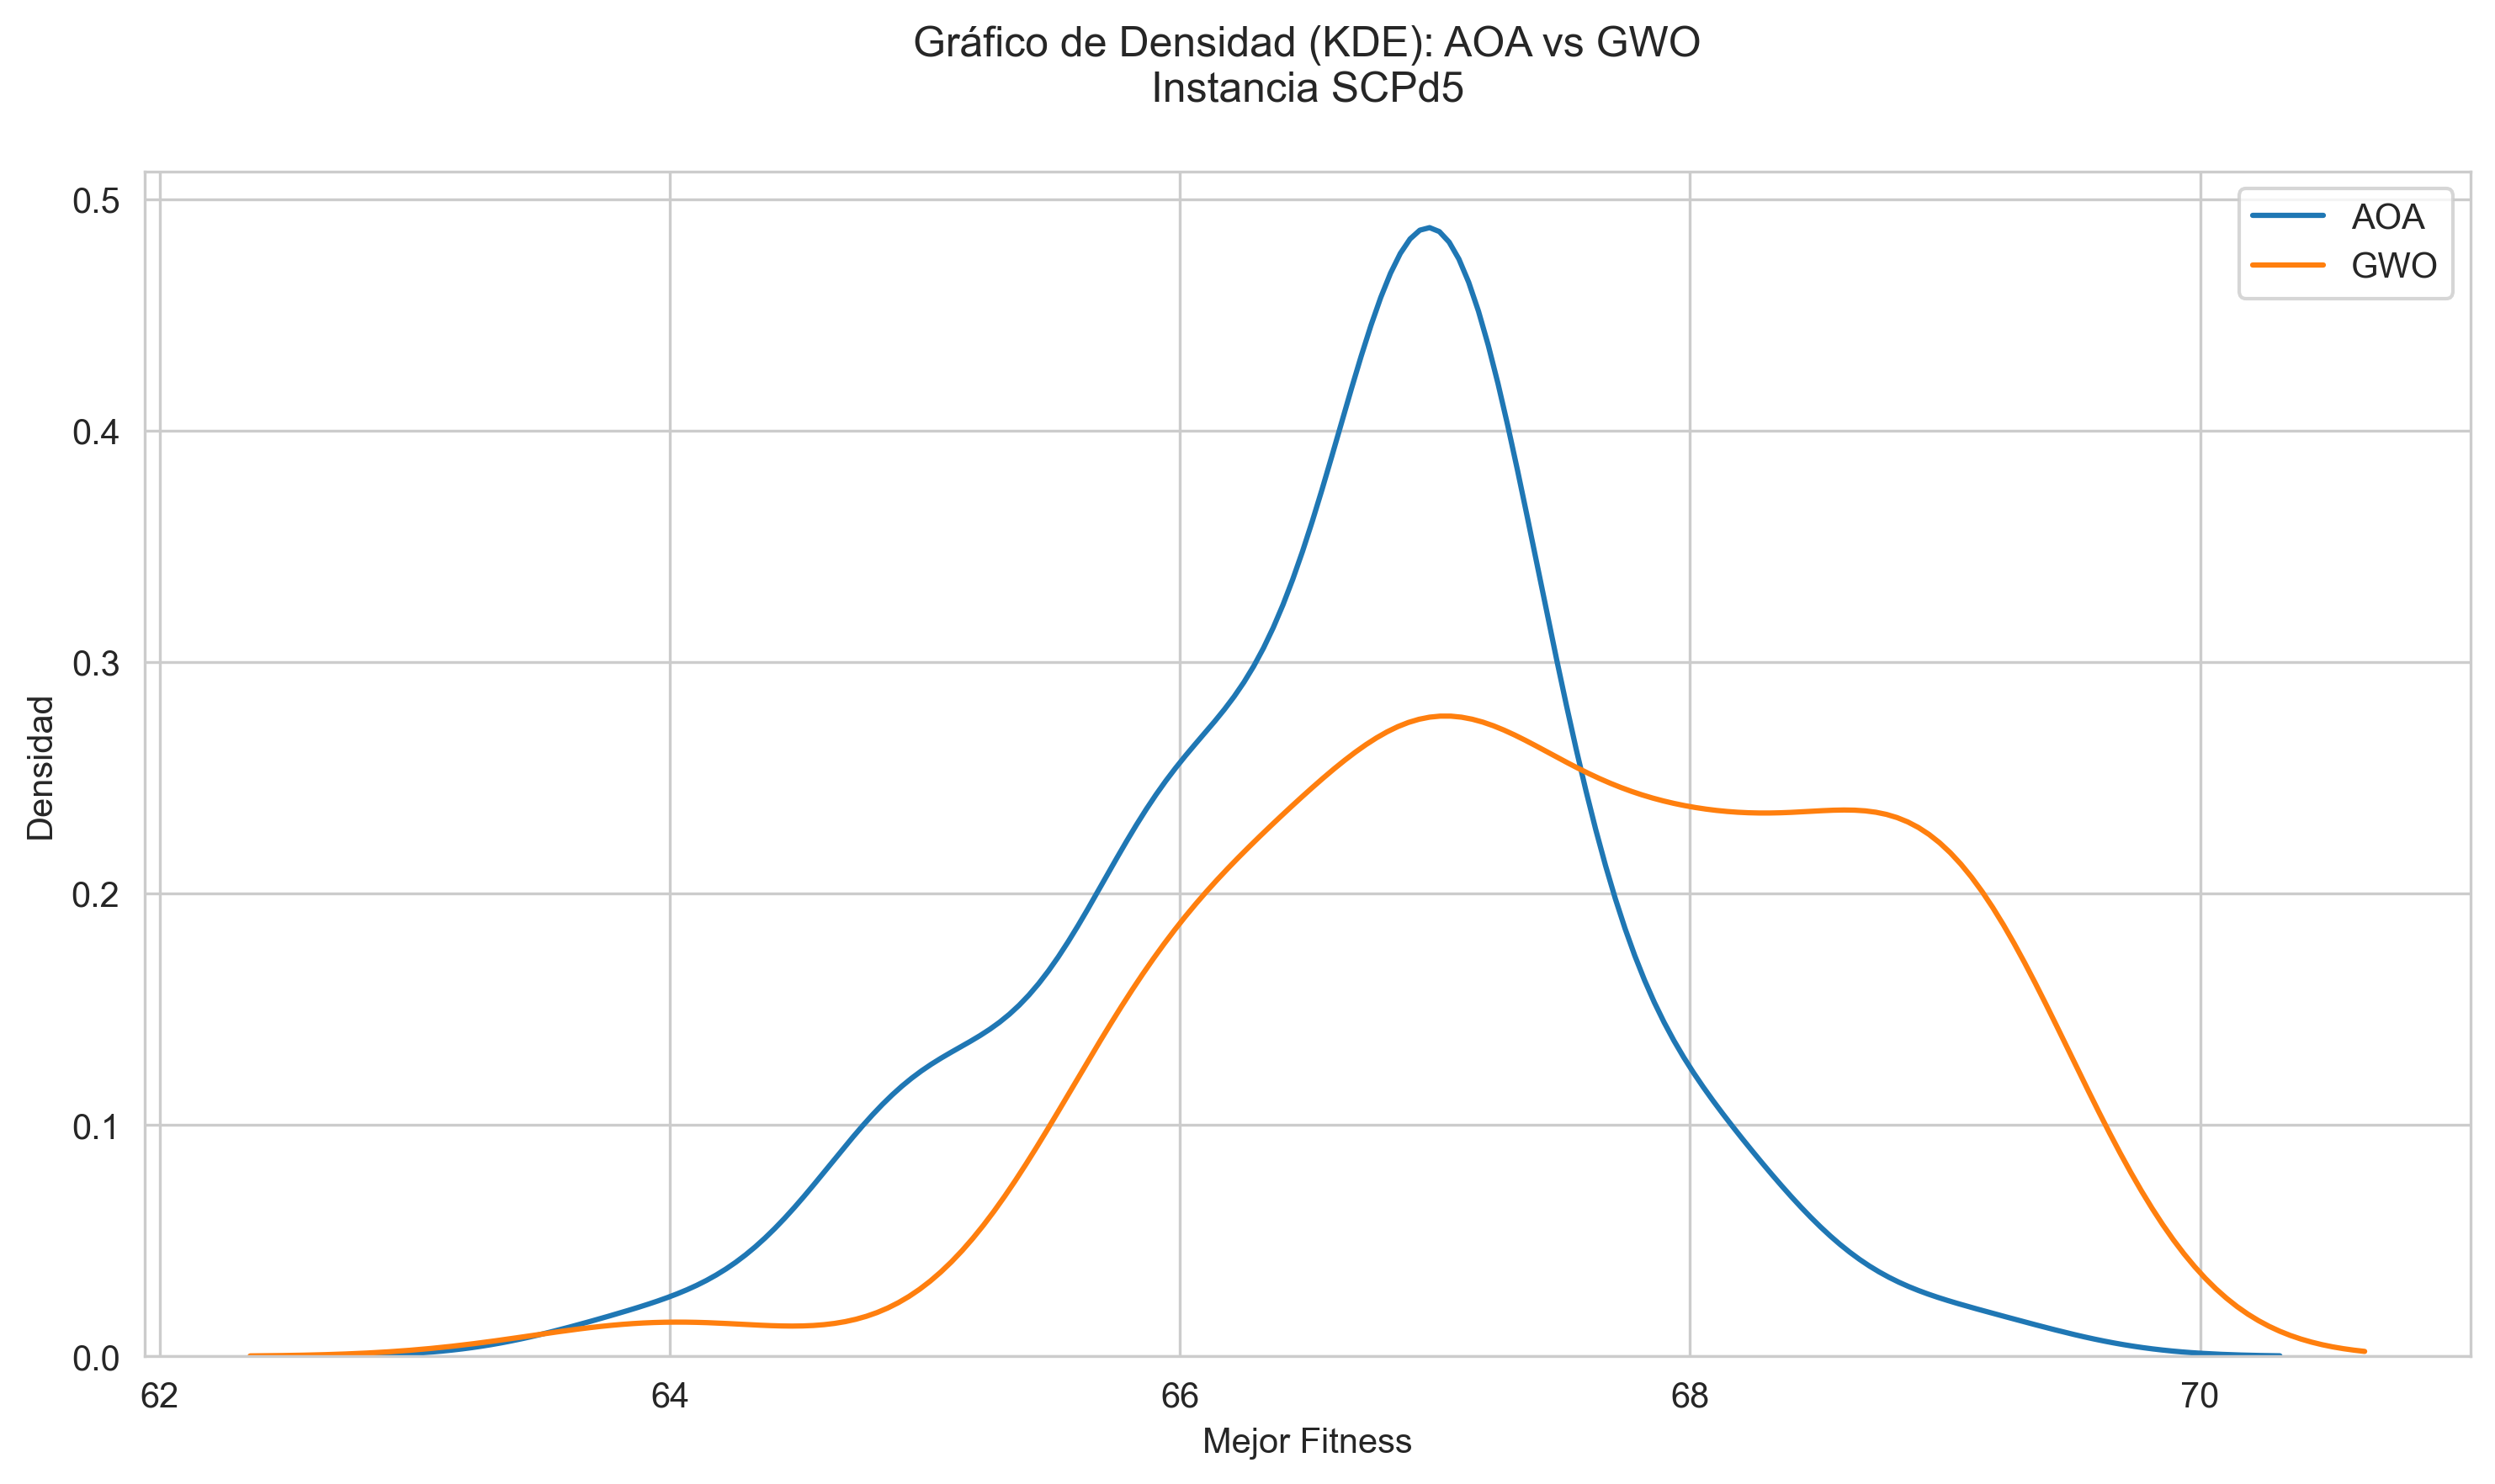 Gráfico de Densidad (KDE): AOA vs GWO
Instancia SCPd5
AOA
GWO
0.5
0.4
0.3
0.2
0.1
0.0
Densidad
62 64 66 68 70
Mejor Fitness